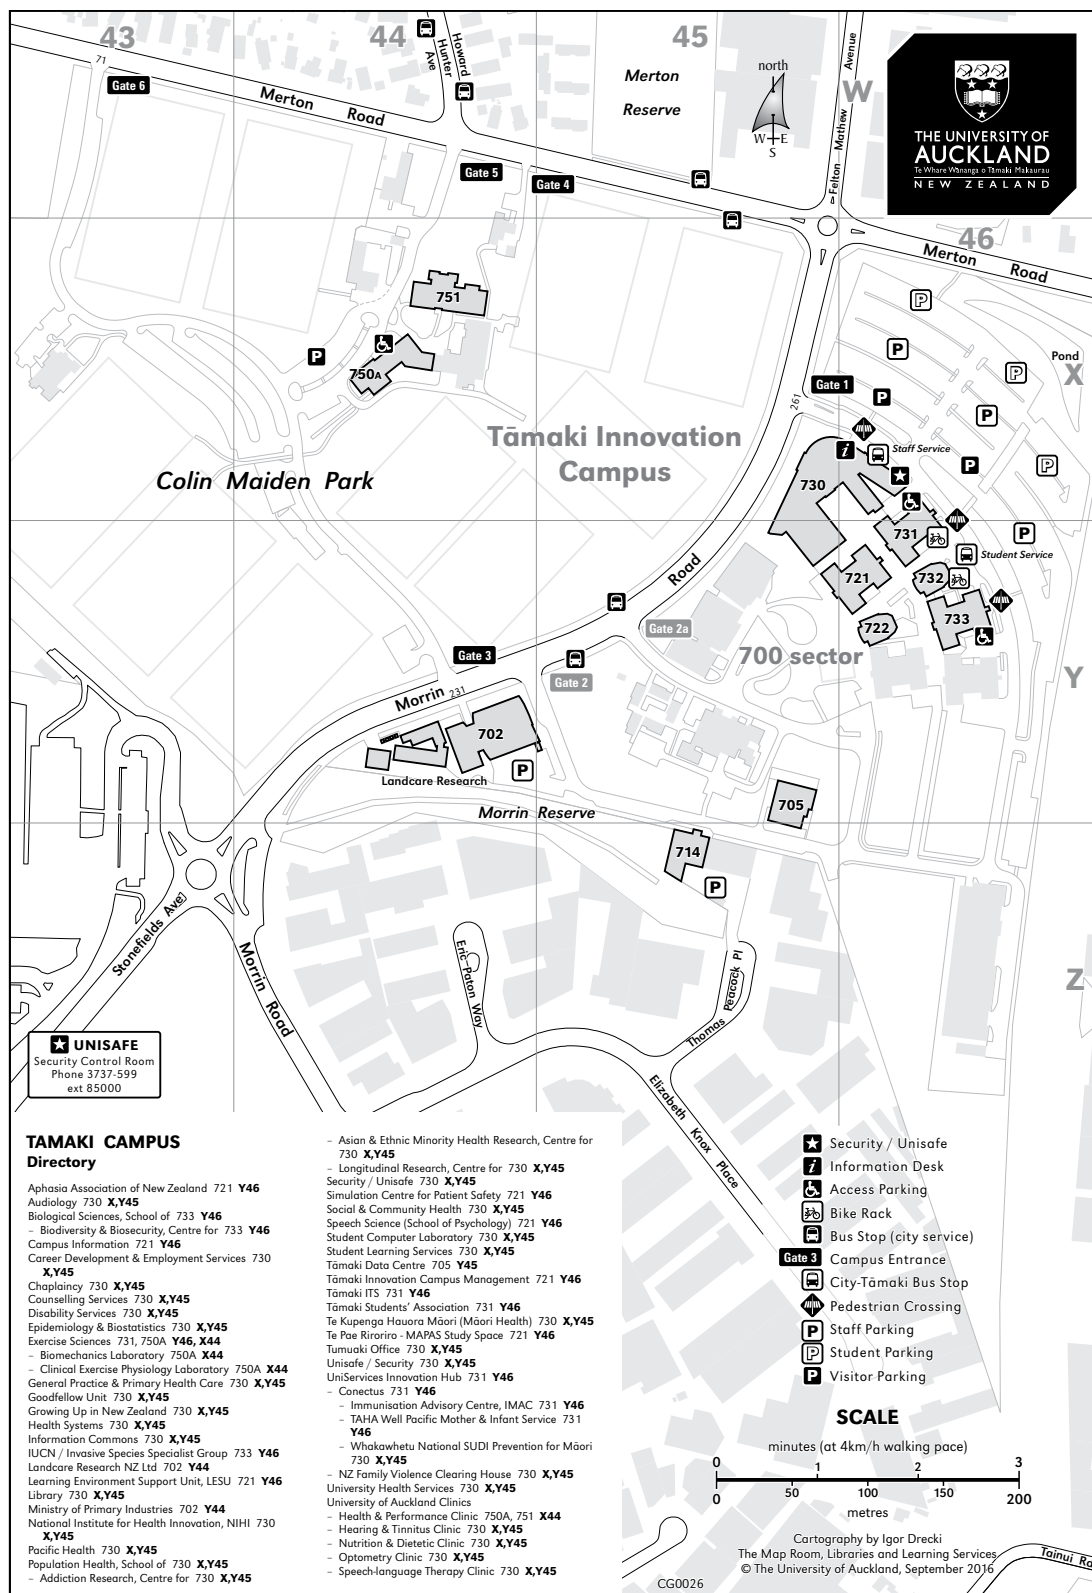 43
44
45
71
Gate 6
Howard
Hunter
Ave
Merton
Reserve
north
W E
S
Avenue
Mathew
Felton
W
THE UNIVERSITY OF
AUCKLAND
Te Whare Wānanga o Tāmaki Makaurau
NEW ZEALAND
Merton Road
Gate 5
Gate 4
46
Merton Road
751
P
750A
P
P
Pond
P
X
Gate 1
P
P
261
Tāmaki Innovation
Campus
Colin Maiden Park
i
Staff Service
P
P
730
731
P
Student Service
721
732
Road
733
722
Gate 2a
Gate 3
700 sector
Gate 2
Y
Morrin
231
702
P
Landcare Research
705
Morrin Reserve
714
P
Stonefields Ave
Morrin Road
Eric Paton Way
Thomas Peacock Pl
Z
Elizabeth Knox Place
UNISAFE
Security Control Room
Phone 3737-599
ext 85000
TAMAKI CAMPUS
Directory
Aphasia Association of New Zealand 721 Y46
Audiology 730 X,Y45
Biological Sciences, School of 733 Y46
– Biodiversity & Biosecurity, Centre for 733 Y46
Campus Information 721 Y46
Career Development & Employment Services 730
X,Y45
Chaplaincy 730 X,Y45
Counselling Services 730 X,Y45
Disability Services 730 X,Y45
Epidemiology & Biostatistics 730 X,Y45
Exercise Sciences 731, 750A Y46, X44
– Biomechanics Laboratory 750A X44
– Clinical Exercise Physiology Laboratory 750A X44
General Practice & Primary Health Care 730 X,Y45
Goodfellow Unit 730 X,Y45
Growing Up in New Zealand 730 X,Y45
Health Systems 730 X,Y45
Information Commons 730 X,Y45
IUCN / Invasive Species Specialist Group 733 Y46
Landcare Research NZ Ltd 702 Y44
Learning Environment Support Unit, LESU 721 Y46
Library 730 X,Y45
Ministry of Primary Industries 702 Y44
National Institute for Health Innovation, NIHI 730
X,Y45
Pacific Health 730 X,Y45
Population Health, School of 730 X,Y45
– Addiction Research, Centre for 730 X,Y45
– Asian & Ethnic Minority Health Research, Centre for
730 X,Y45
– Longitudinal Research, Centre for 730 X,Y45
Security / Unisafe 730 X,Y45
Simulation Centre for Patient Safety 721 Y46
Social & Community Health 730 X,Y45
Speech Science (School of Psychology) 721 Y46
Student Computer Laboratory 730 X,Y45
Student Learning Services 730 X,Y45
Tāmaki Data Centre 705 Y45
Tāmaki Innovation Campus Management 721 Y46
Tāmaki ITS 731 Y46
Tāmaki Students' Association 731 Y46
Te Kupenga Hauora Māori (Māori Health) 730 X,Y45
Te Pae Riroriro - MAPAS Study Space 721 Y46
Tumuaki Office 730 X,Y45
Unisafe / Security 730 X,Y45
UniServices Innovation Hub 731 Y46
– Conectus 731 Y46
– Immunisation Advisory Centre, IMAC 731 Y46
– TAHA Well Pacific Mother & Infant Service 731
Y46
– Whakawhetu National SUDI Prevention for Māori
730 X,Y45
– NZ Family Violence Clearing House 730 X,Y45
University Health Services 730 X,Y45
University of Auckland Clinics
– Health & Performance Clinic 750A, 751 X44
– Hearing & Tinnitus Clinic 730 X,Y45
– Nutrition & Dietetic Clinic 730 X,Y45
– Optometry Clinic 730 X,Y45
– Speech-language Therapy Clinic 730 X,Y45
Security / Unisafe
i Information Desk
Access Parking
Bike Rack
Bus Stop (city service)
Gate 3 Campus Entrance
City-Tāmaki Bus Stop
Pedestrian Crossing
P Staff Parking
P Student Parking
P Visitor Parking
SCALE
minutes (at 4km/h walking pace)
0 1 2 3
0 50 100 150 200
metres
Cartography by Igor Drecki
The Map Room, Libraries and Learning Services
© The University of Auckland, September 2016
CG0026
Tainui Ro